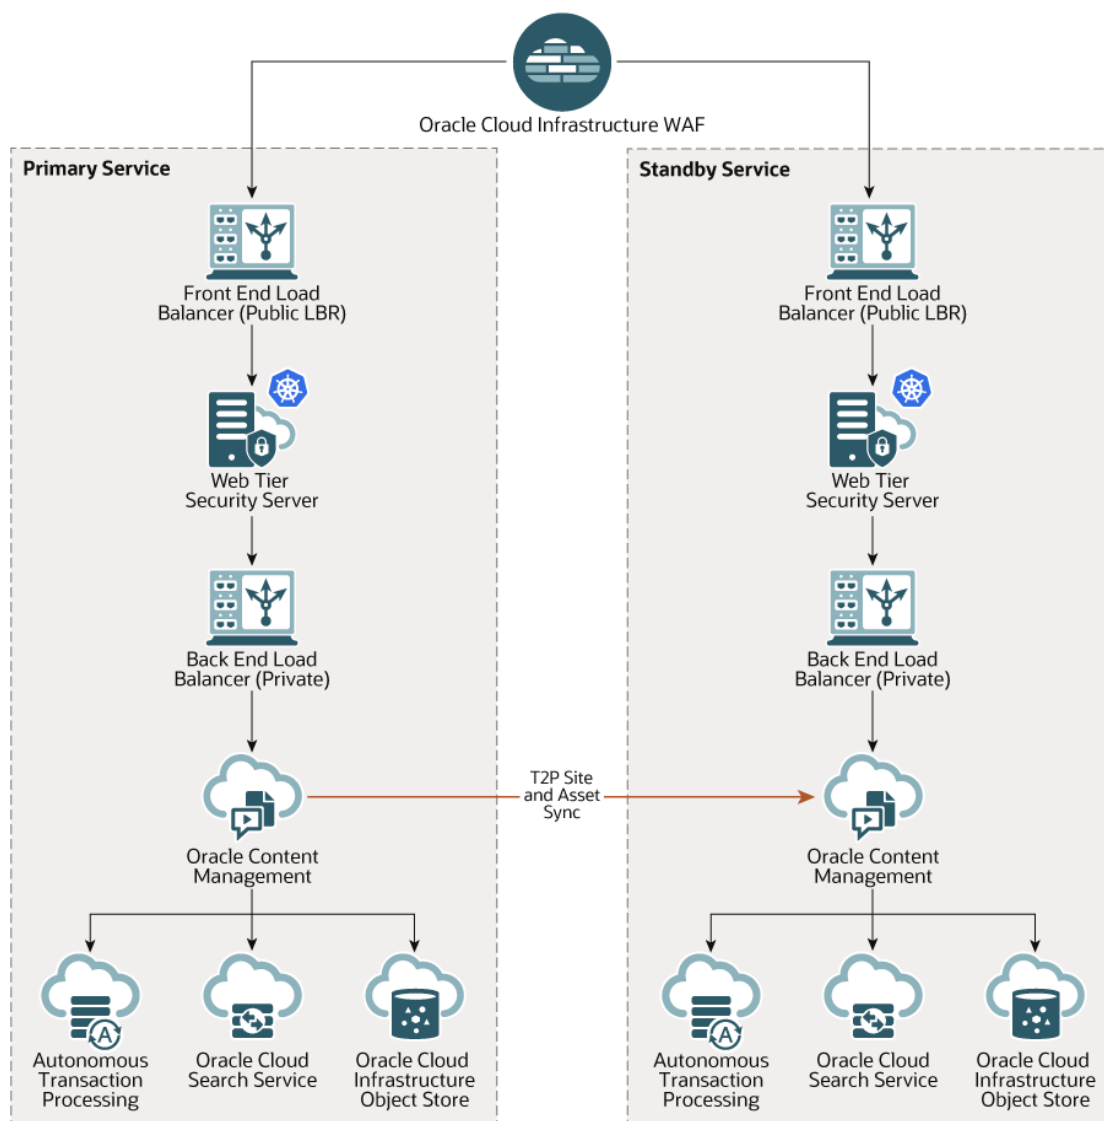 Oracle Cloud Infrastructure WAF
Primary Service
Front End Load
Balancer (Public LBR)
Web Tier
Security Server
Back End Load
Balancer (Private)
Oracle Content
Management
Autonomous
Transaction
Processing
Oracle Cloud
Search Service
Oracle Cloud
Infrastructure
Object Store
T2P Site
and Asset
Sync
Standby Service
Front End Load
Balancer (Public LBR)
Web Tier
Security Server
Back End Load
Balancer (Private)
Oracle Content
Management
Autonomous
Transaction
Processing
Oracle Cloud
Search Service
Oracle Cloud
Infrastructure
Object Store